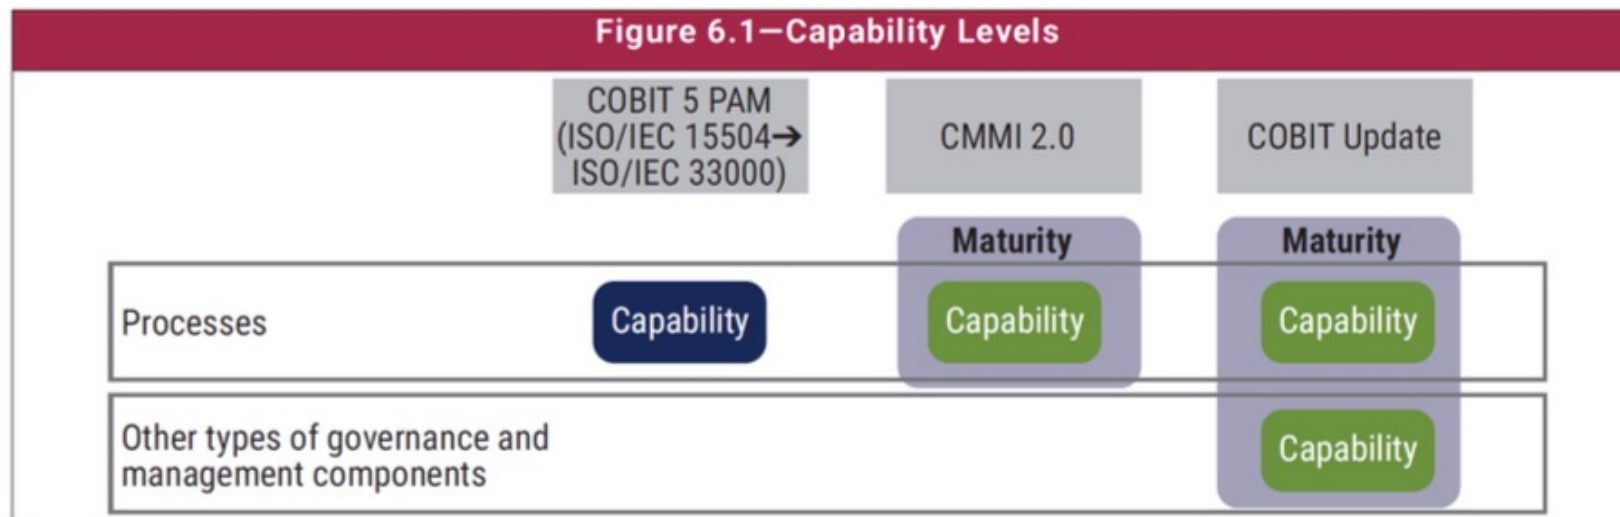 Figure 6.1—Capability Levels
COBIT 5 PAM
(ISO/IEC 15504➔
ISO/IEC 33000)
CMMI 2.0
COBIT Update
Maturity
Maturity
Processes
Capability
Capability
Capability
Other types of governance and
management components
Capability